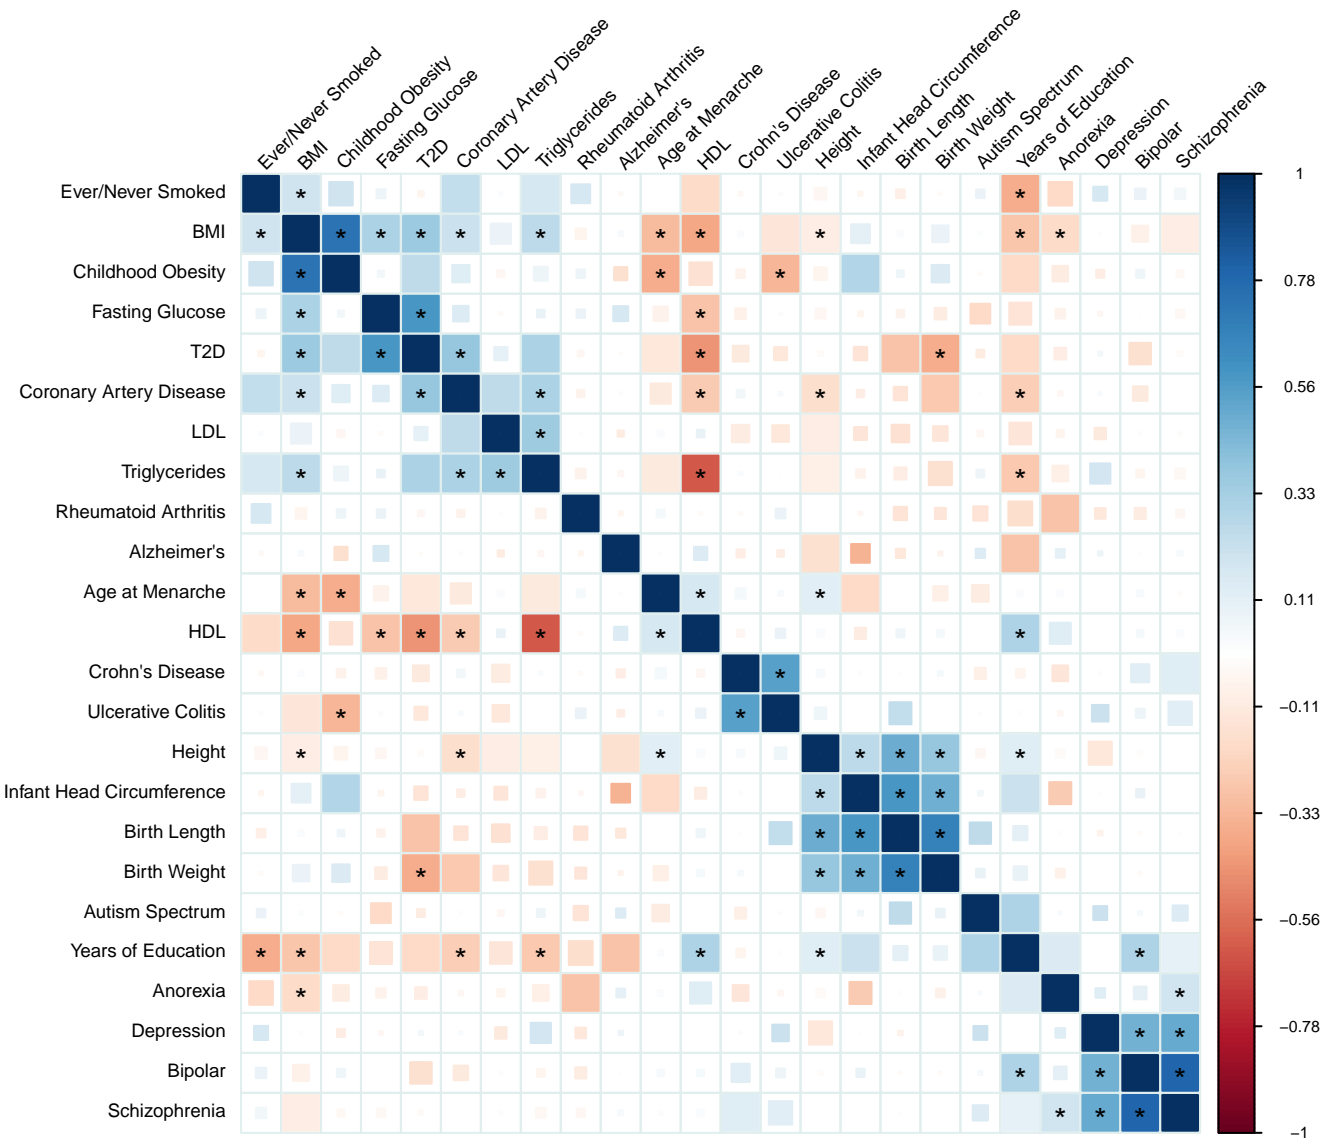 Ever/Never Smoked
BMI
Childhood Obesity
Fasting Glucose
T2D
Coronary Artery Disease
LDL
Triglycerides
Rheumatoid Arthritis
Alzheimer's
Age at Menarche
HDL
Crohn's Disease
Ulcerative Colitis
Height
Infant Head Circumference
Birth Length
Birth Weight
Autism Spectrum
Years of Education
Anorexia
Depression
Bipolar
Schizophrenia
Ever/Never Smoked * *
BMI * * * * * * * * * * * *
Childhood Obesity * * *
Fasting Glucose * * *
T2D * * * * *
Coronary Artery Disease * * * * * *
LDL *
Triglycerides * * * * *
Rheumatoid Arthritis
Alzheimer's
Age at Menarche * * * *
HDL * * * * * * *
Crohn's Disease *
Ulcerative Colitis * *
Height * * * * * * *
Infant Head Circumference * * *
Birth Length * * *
Birth Weight * * * *
Autism Spectrum
Years of Education * * * * * * *
Anorexia * *
Depression * *
Bipolar * * *
Schizophrenia * * *
1
0.78
0.56
0.33
0.11
−0.11
−0.33
−0.56
−0.78
−1